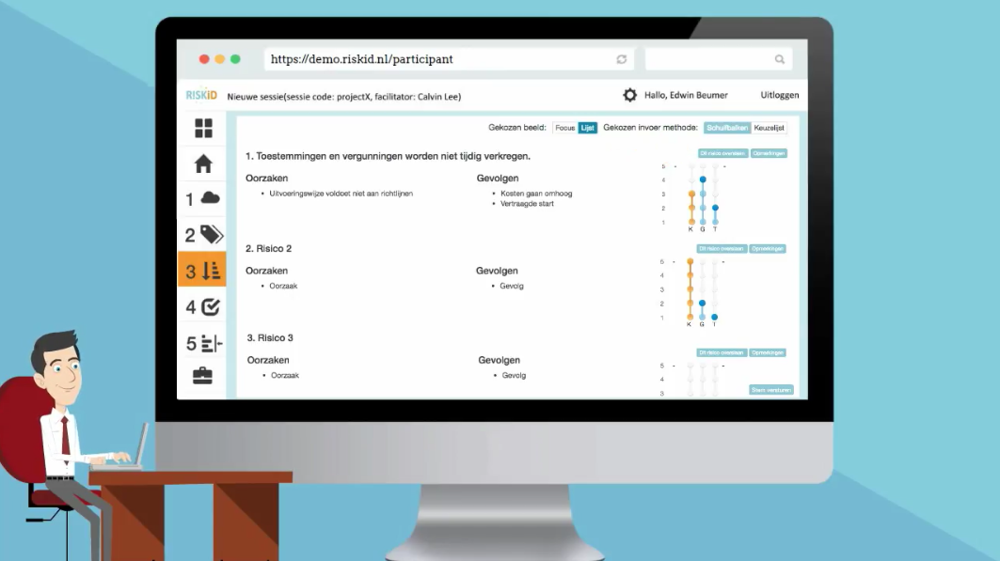 https://demo.riskid.nl/participant
RISKID
Nieuwe sessie(sessie code: projectX, facilitator: Calvin Lee)
Hallo, Edwin Beumer
Uitloggen
Gekozen beeld: Focus Lijst Gekozen invoer methode: Schuifbalken Keuzelijst
1. Toestemmingen en vergunningen worden niet tijdig verkregen.
Dit risico overslaan Opmerkingen
Oorzaken
Uitvoeringswijze voldoet niet aan richtlijnen
Gevolgen
Kosten gaan omhoog
Vertraagde start
5
4
3
2
1
K G T
2. Risico 2
Dit risico overslaan Opmerkingen
Oorzaken
Oorzaak
Gevolgen
Gevolg
5
4
3
2
1
K G T
3. Risico 3
Dit risico overslaan Opmerkingen
Oorzaken
Oorzaak
Gevolgen
Gevolg
5
4
3
Stem versturen
1
2
3
4
5